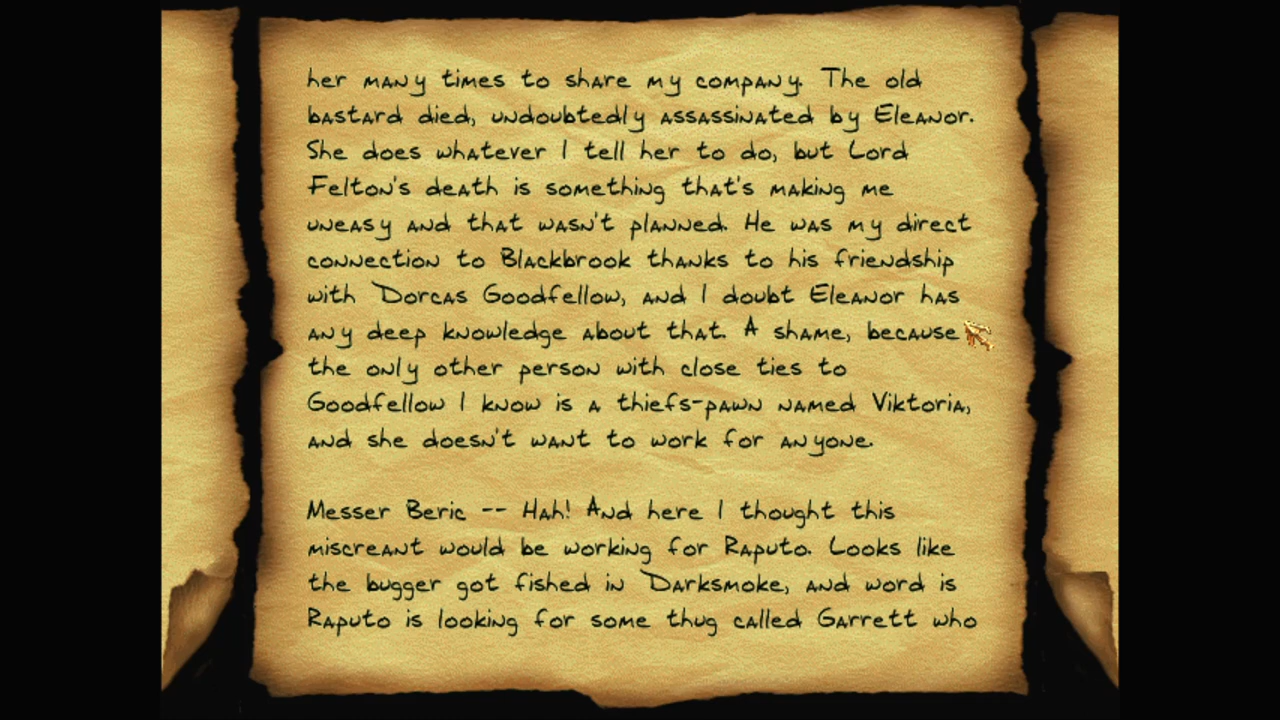 her many times to share my company. The old
bastard died, undoubtedly assassinated by Eleanor.
She does whatever I tell her to do, but Lord
Felton's death is something that's making me
uneasy and that wasn't planned. He was my direct
connection to Blackbrook thanks to his friendship
with Dorcas Goodfellow, and I doubt Eleanor has
any deep knowledge about that. A shame, because
the only other person with close ties to
Goodfellow I know is a thiefs-pawn named Viktoria,
and she doesn't want to work for anyone.
Messer Beric -- Hah! And here I thought this
miscreant would be working for Raputo. Looks like
the bugger got fished in Darksmoke, and word is
Raputo is looking for some thug called Garrett who